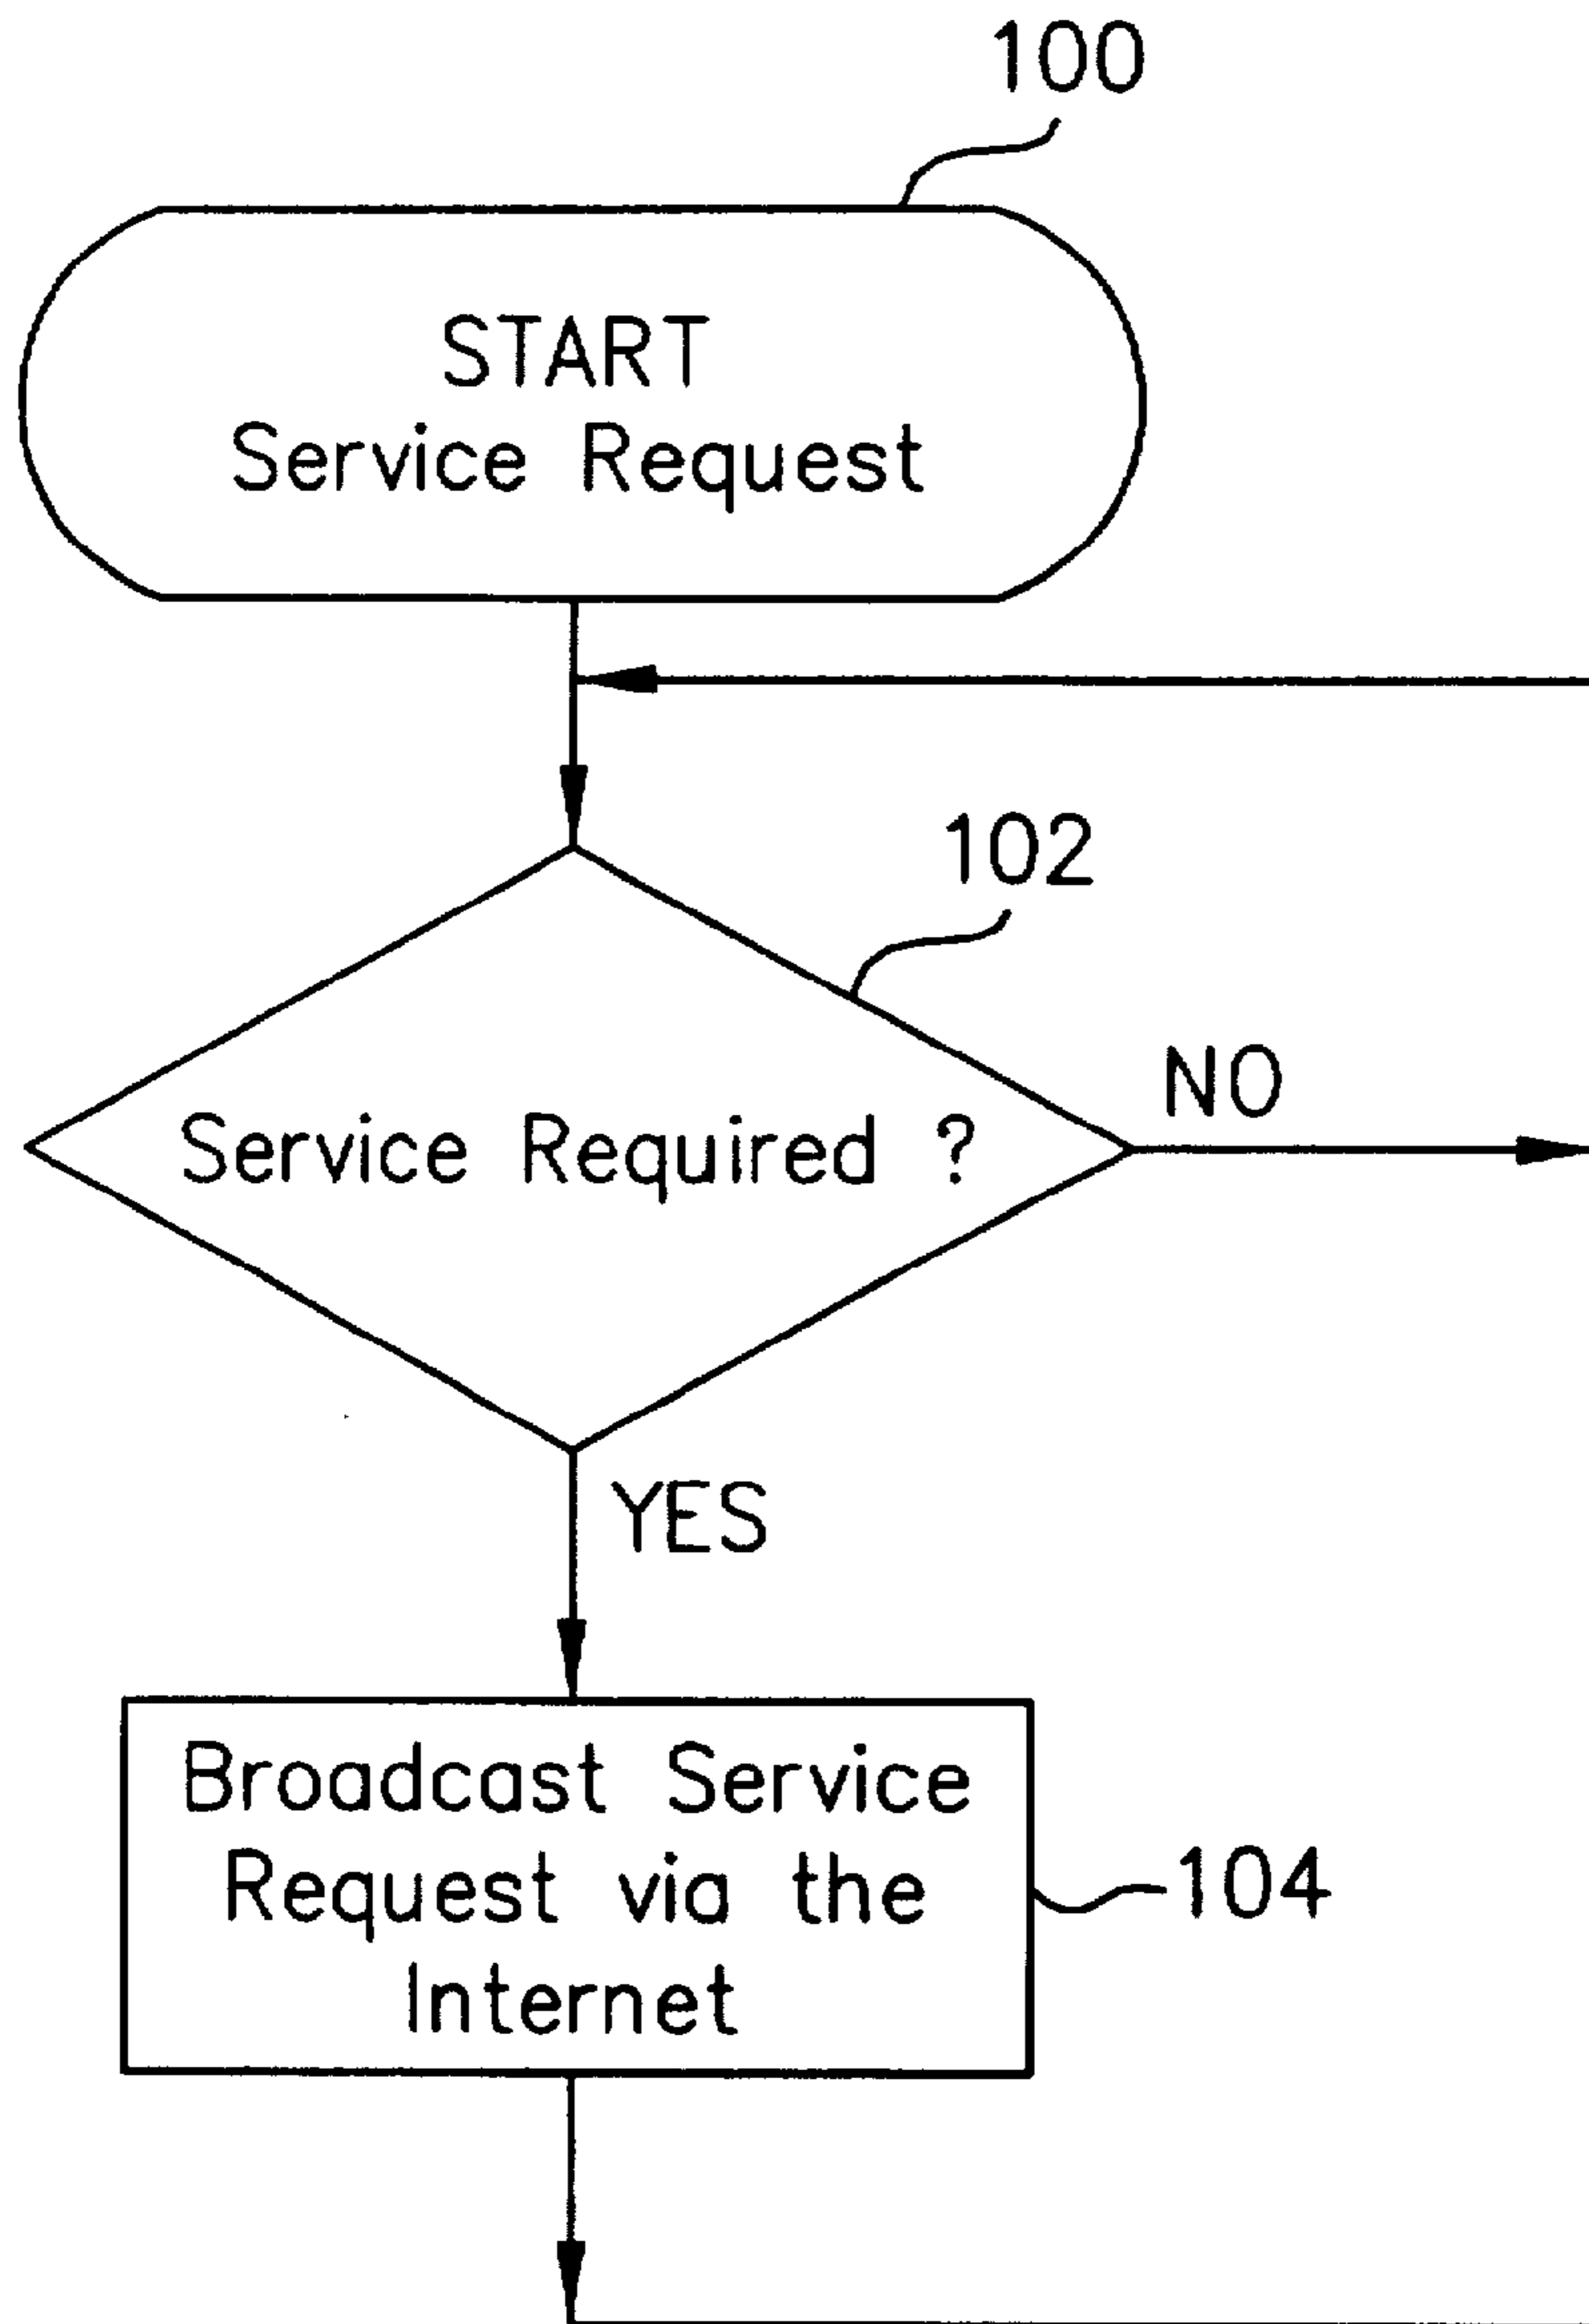 100
START
Service Request
102
NO
Service Required ?
YES
Broadcast Service
Request via the
Internet
104